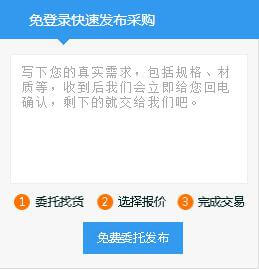 免登录快速发布采购
写下您的真实需求，包括规格、材
质等，收到后我们会立即给您回电
确认，剩下的就交给我们吧。
1 委托找货 2 选择报价 3 完成交易
免费委托发布